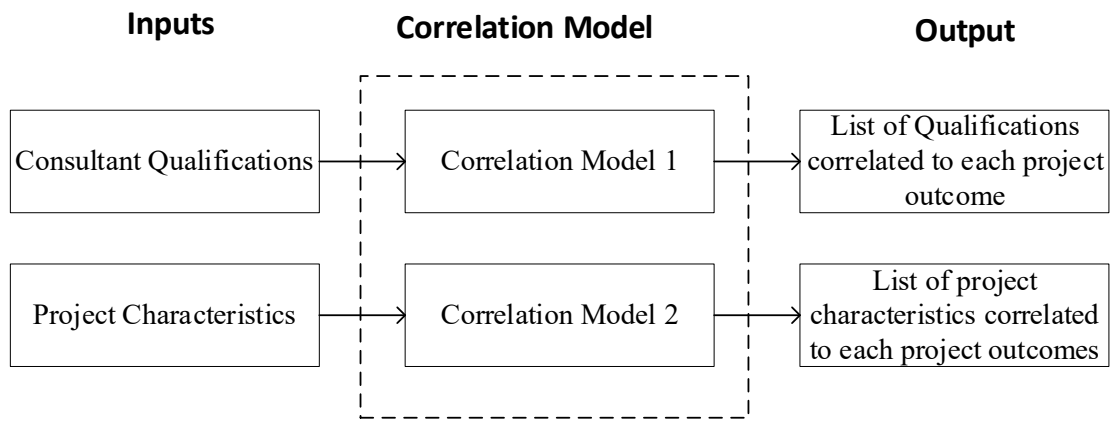 Inputs
Correlation Model
Output
Consultant Qualifications
Correlation Model 1
List of Qualifications
correlated to each project
outcome
Project Characteristics
Correlation Model 2
List of project
characteristics correlated
to each project outcomes